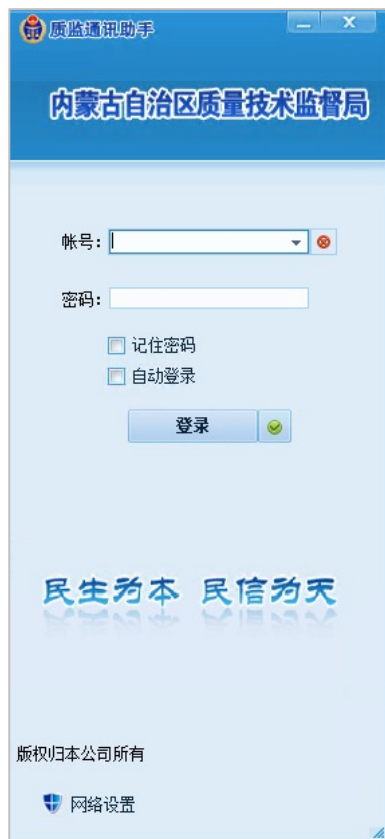 质监通讯助手
内蒙古自治区质量技术监督局
帐号：
密码：
记住密码
自动登录
登录
民生为本 民信为天
版权归本公司所有
网络设置